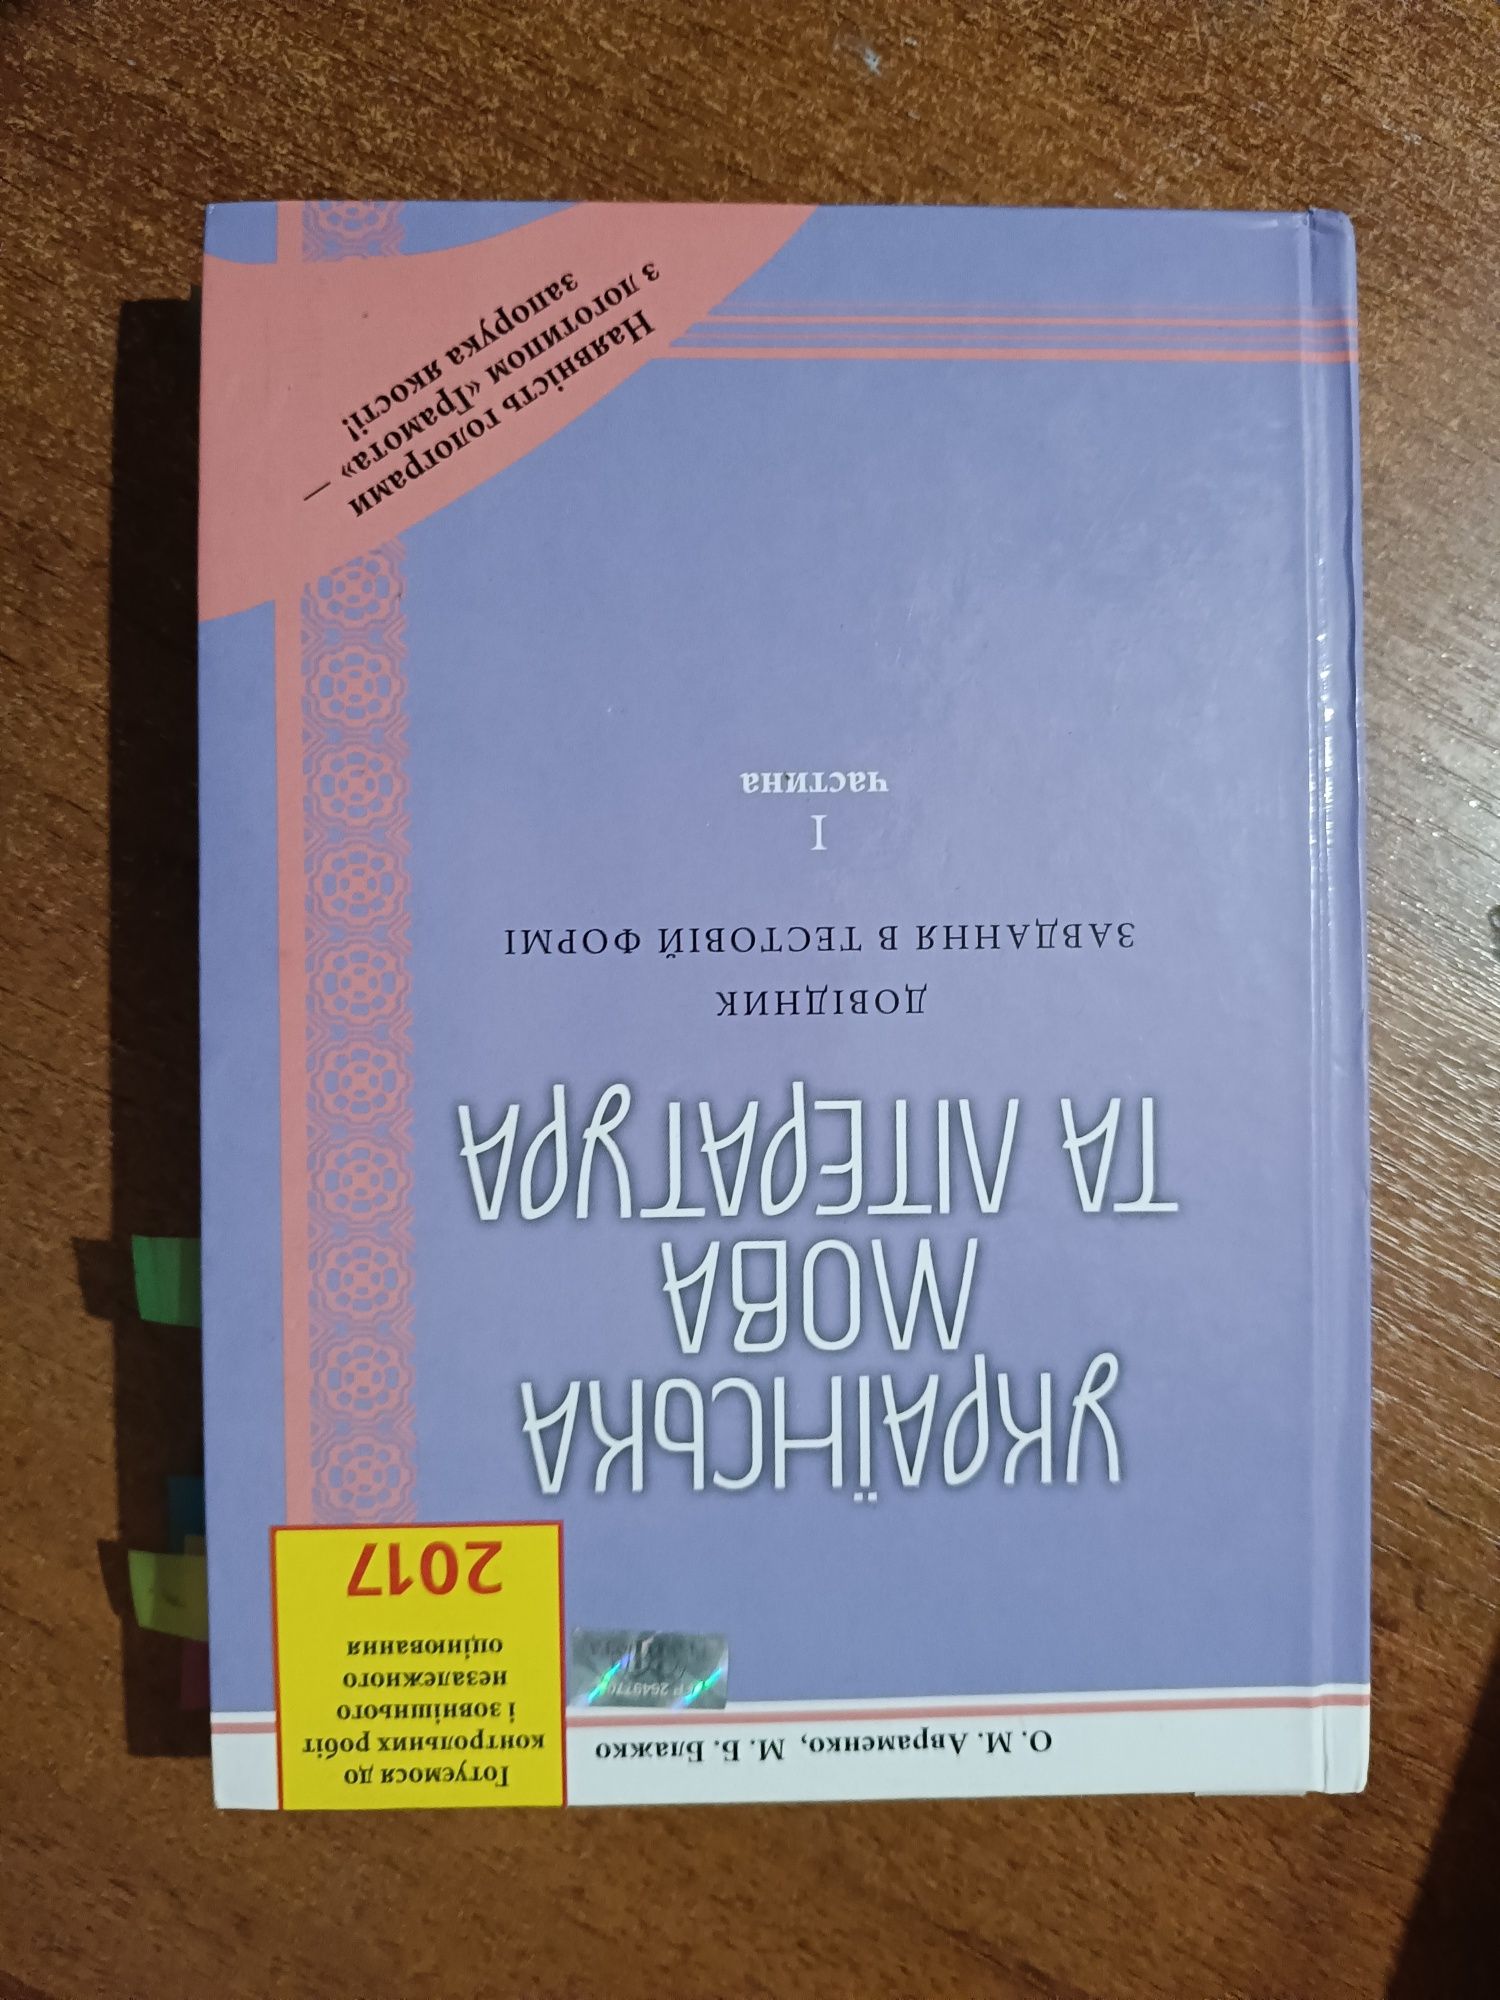 О. М. Авраменко, М. Б. Блажко
Готуємося до
контрольних робіт
і зовнішнього
незалежного
оцінювання
2017
УКРАЇНСЬКА
МОВА
ТА ЛІТЕРАТУРА
ДОВІДНИК
ЗАВДАННЯ В ТЕСТОВІЙ ФОРМІ
І
частина
Наявність голограми
з логотипом «Грамота» —
запорука якості!